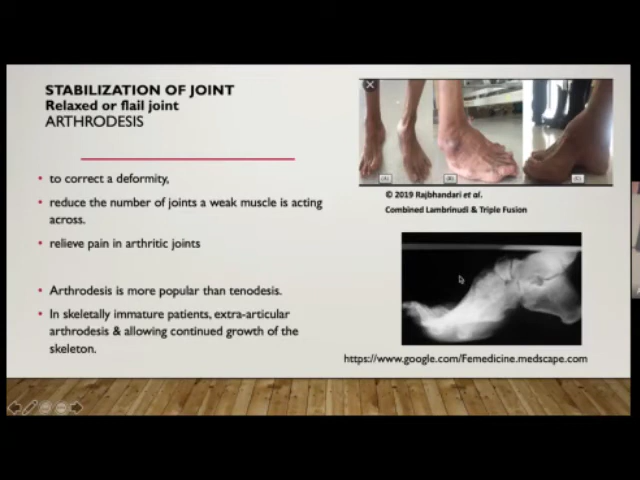 STABILIZATION OF JOINT
Relaxed or flail joint
ARTHRODESIS
• to correct a deformity,
• reduce the number of joints a weak muscle is acting
across.
• relieve pain in arthritic joints
• Arthrodesis is more popular than tenodesis.
• In skeletally immature patients, extra-articular
arthrodesis & allowing continued growth of the
skeleton.
© 2019 Rajbhandari et al.
Combined Lambrinudi & Triple Fusion
https://www.google.com/Femedicine.medscape.com